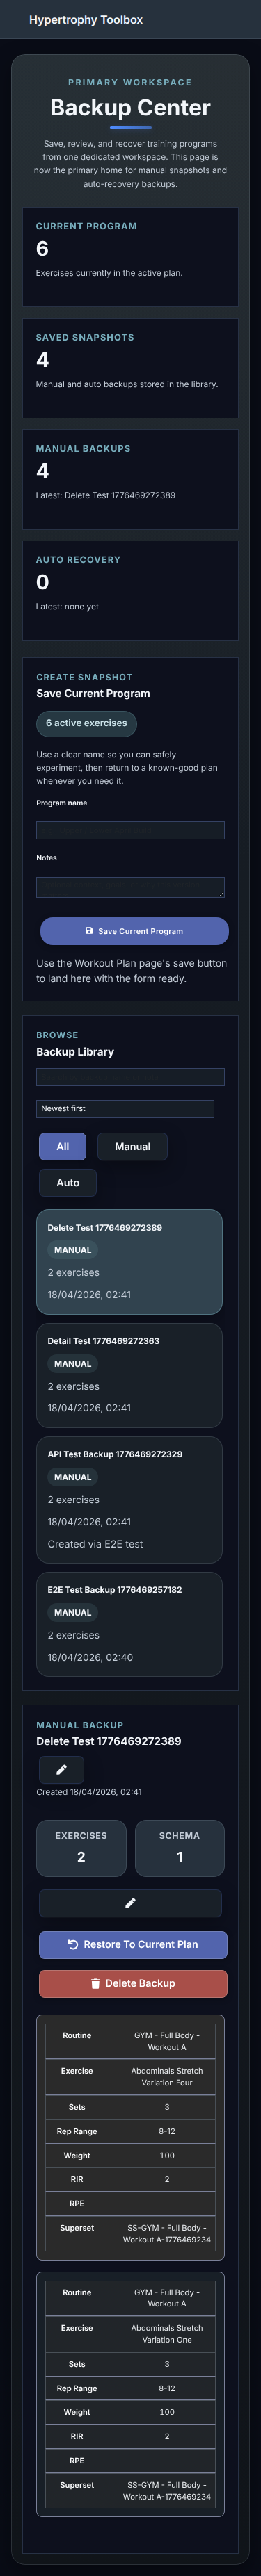 Hypertrophy Toolbox
PRIMARY WORKSPACE
Backup Center
Save, review, and recover training programs
from one dedicated workspace. This page is
now the primary home for manual snapshots and
auto-recovery backups.
CURRENT PROGRAM
6
Exercises currently in the active plan.
SAVED SNAPSHOTS
4
Manual and auto backups stored in the library.
MANUAL BACKUPS
4
Latest: Delete Test 1776469272389
AUTO RECOVERY
0
Latest: none yet
CREATE SNAPSHOT
Save Current Program
6 active exercises
Use a clear name so you can safely
experiment, then return to a known-good plan
whenever you need it.
Program name
Notes
Save Current Program
Use the Workout Plan page's save button
to land here with the form ready.
BROWSE
Backup Library
Newest first
All
Manual
Auto
Delete Test 1776469272389
MANUAL
2 exercises
18/04/2026, 02:41
Detail Test 1776469272363
MANUAL
2 exercises
18/04/2026, 02:41
API Test Backup 1776469272329
MANUAL
2 exercises
18/04/2026, 02:41
Created via E2E test
E2E Test Backup 1776469257182
MANUAL
2 exercises
18/04/2026, 02:40
MANUAL BACKUP
Delete Test 1776469272389
Created 18/04/2026, 02:41
EXERCISES
2
SCHEMA
1
Restore To Current Plan
Delete Backup
Routine GYM - Full Body -
Workout A
Exercise Abdominals Stretch
Variation Four
Sets 3
Rep Range 8-12
Weight 100
RIR 2
RPE -
Superset SS-GYM - Full Body -
Workout A-1776469234
Routine GYM - Full Body -
Workout A
Exercise Abdominals Stretch
Variation One
Sets 3
Rep Range 8-12
Weight 100
RIR 2
RPE -
Superset SS-GYM - Full Body -
Workout A-1776469234